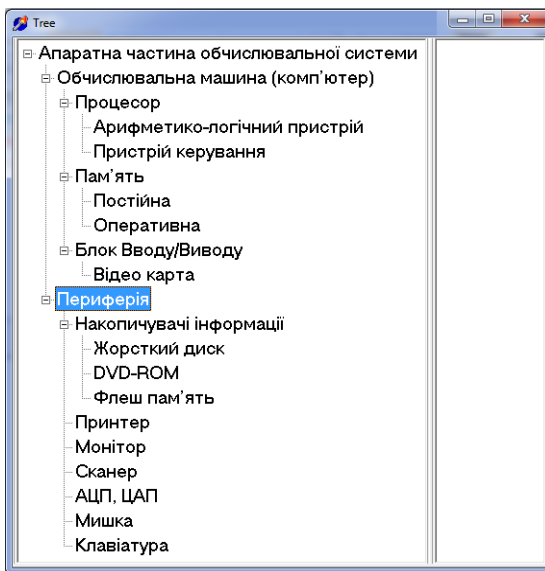 Tree
Апаратна частина обчислювальної системи
Обчислювальна машина (комп'ютер)
Процесор
Арифметико-логічний пристрій
Пристрій керування
Пам'ять
Постійна
Оперативна
Блок Вводу/Виводу
Відео карта
Периферія
Накопичувачі інформації
Жорсткий диск
DVD-ROM
Флеш пам'ять
Принтер
Монітор
Сканер
АЦП, ЦАП
Мишка
Клавіатура